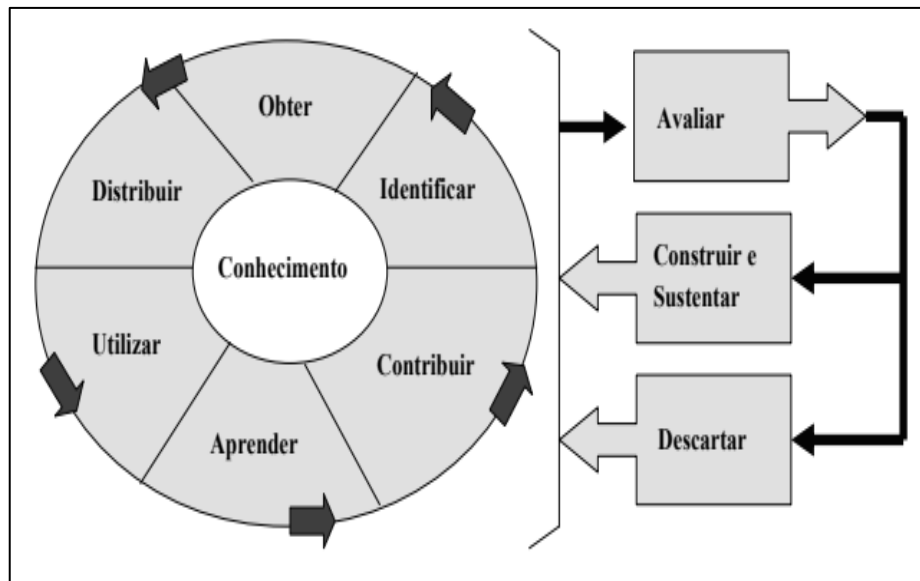 Obter
Avaliar
Distribuir
Identificar
Conhecimento
Construir e
Sustentar
Utilizar
Contribuir
Aprender
Descartar